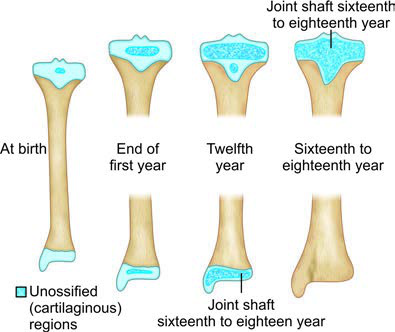 Joint shaft sixteenth
to eighteenth year
At birth
End of
first year
Twelfth
year
Sixteenth to
eighteenth year
Unossified
(cartilaginous)
regions
Joint shaft
sixteenth to eighteen year